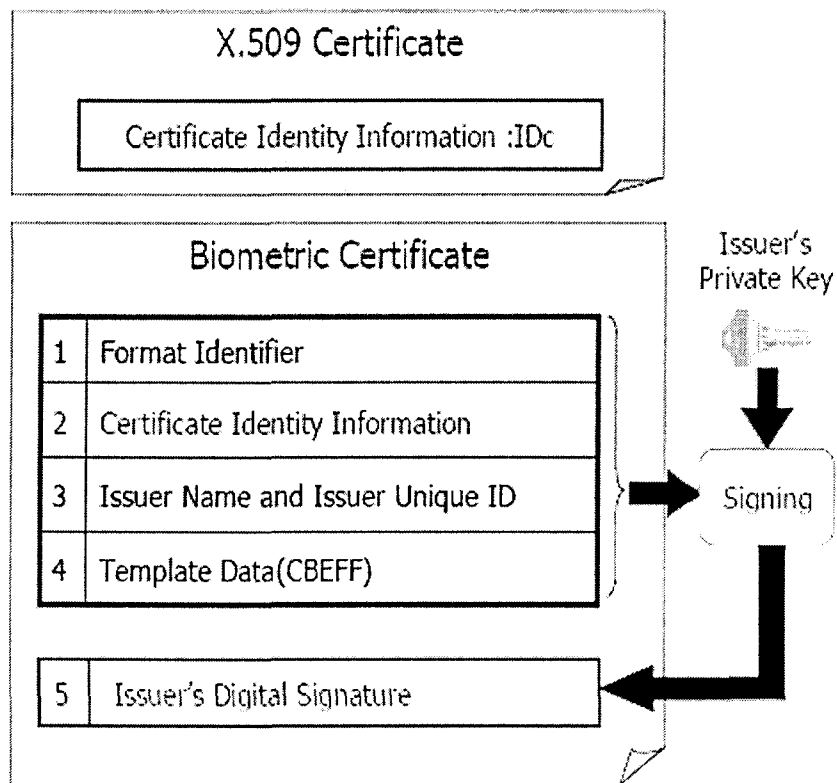 X.509 Certificate
Certificate Identity Information :IDc
Biometric Certificate
1 Format Identifier
2 Certificate Identity Information
3 Issuer Name and Issuer Unique ID
4 Template Data(CBEFF)
5 Issuer's Digital Signature
Issuer's
Private Key
Signing